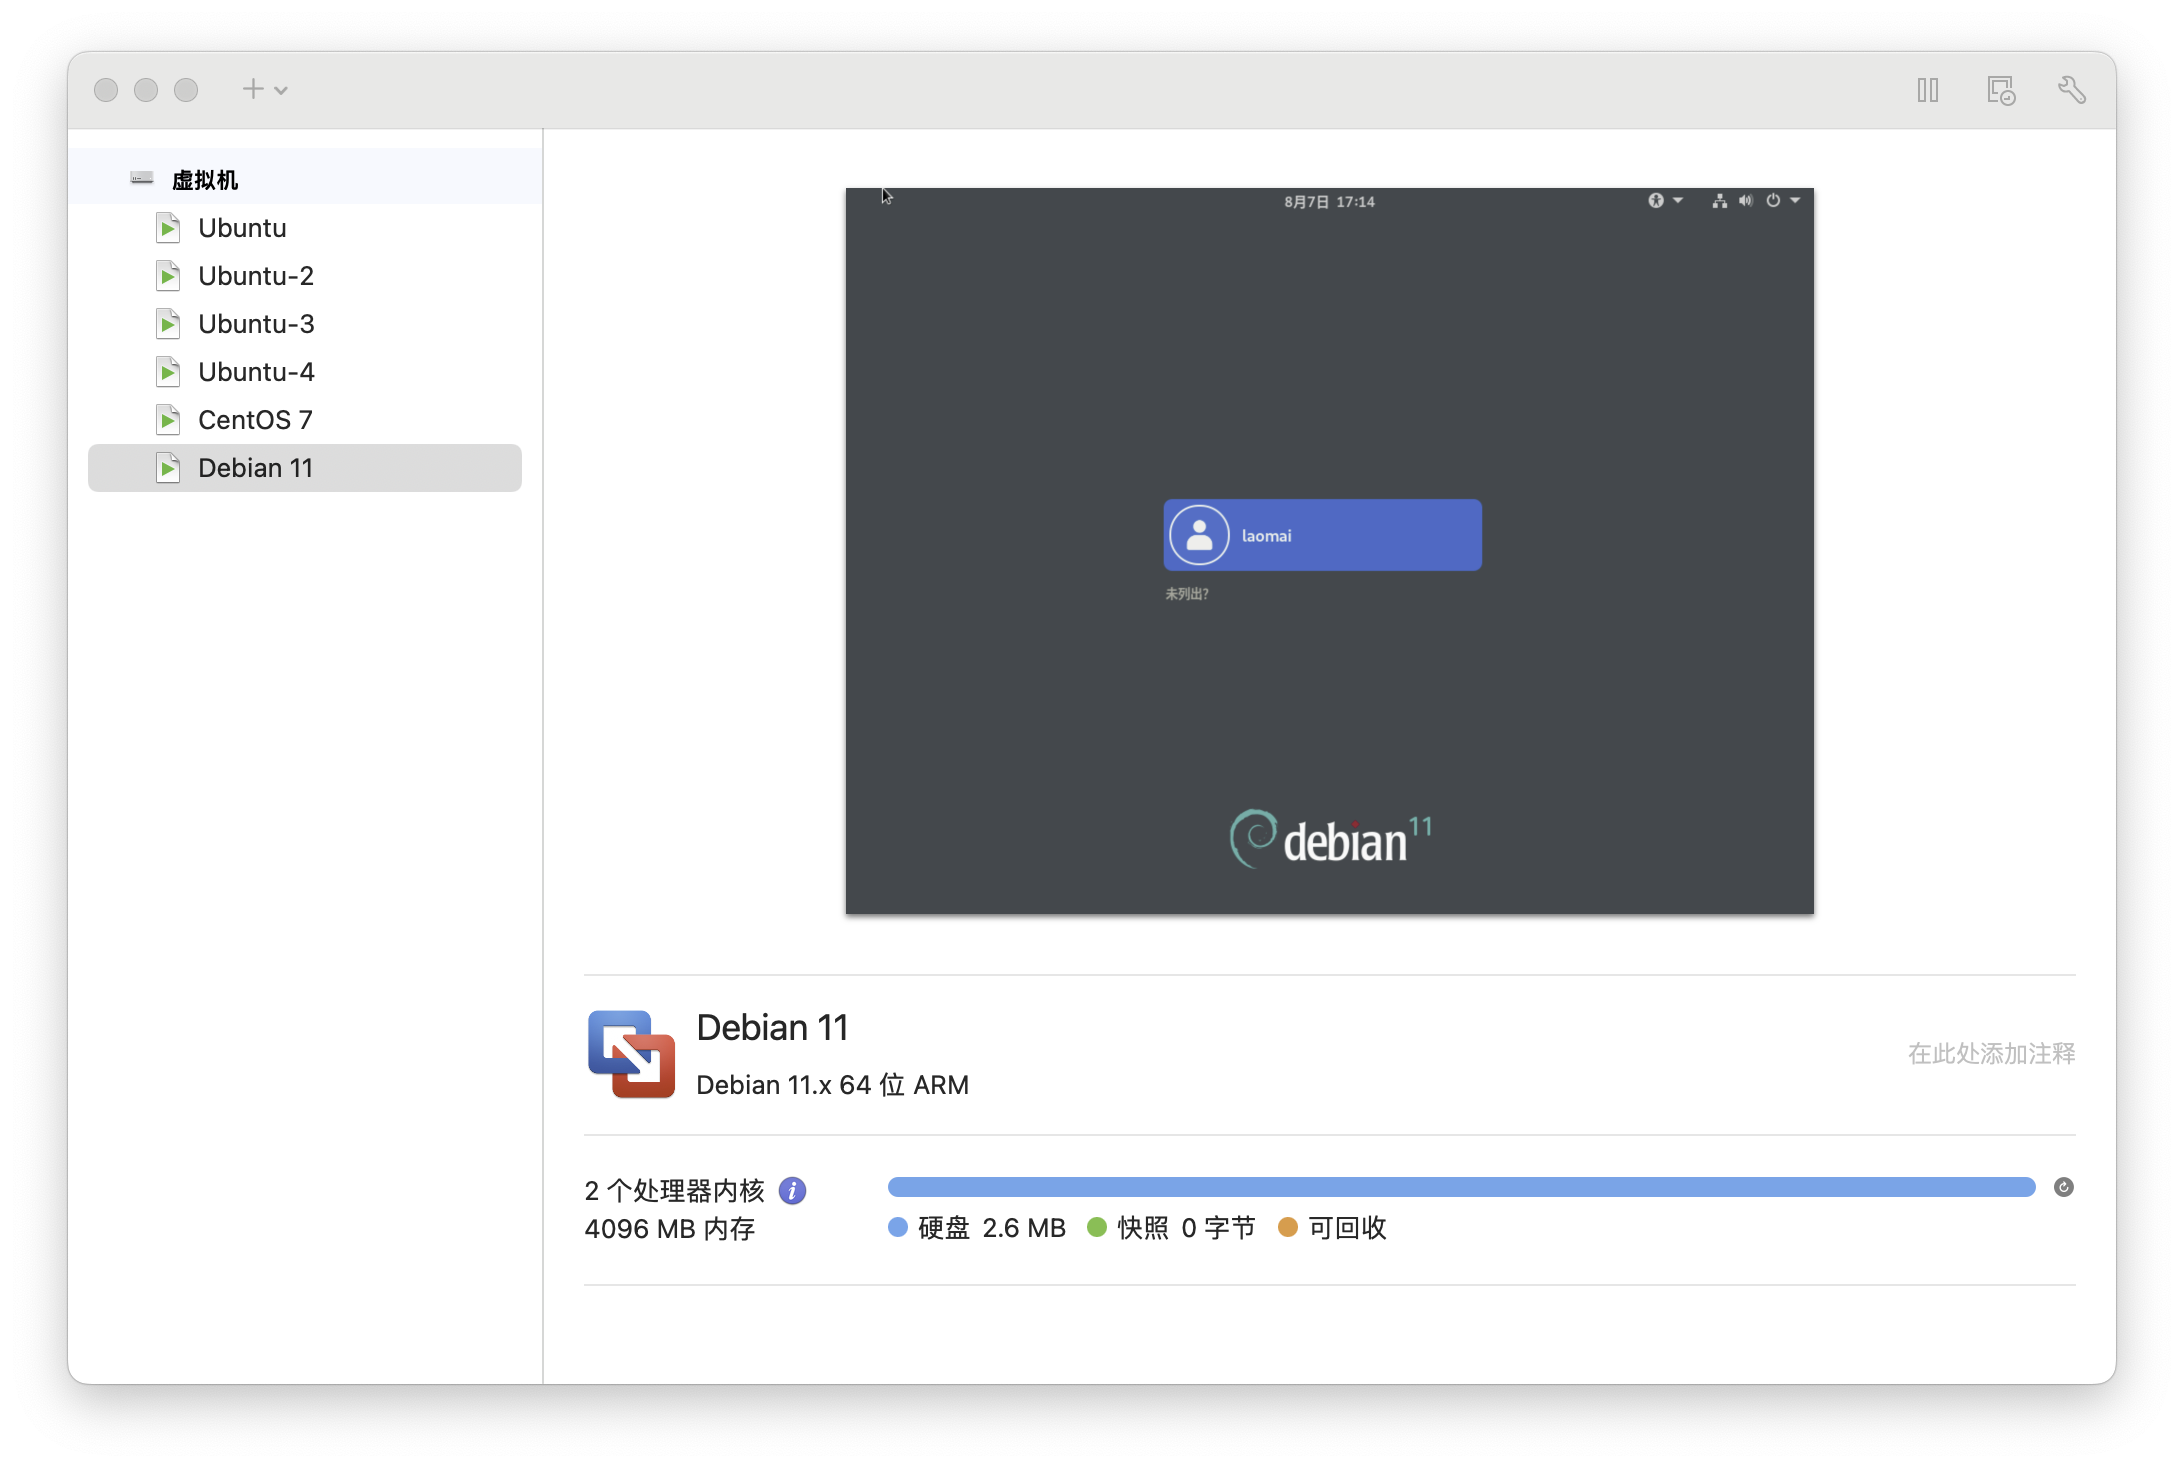 虚拟机
Ubuntu
Ubuntu-2
Ubuntu-3
Ubuntu-4
CentOS 7
Debian 11
8月7日 17:14
laomai
未列出?
debian 11
Debian 11
Debian 11.x 64 位 ARM
在此处添加注释
2 个处理器内核
4096 MB 内存
硬盘 2.6 MB 快照 0 字节 可回收